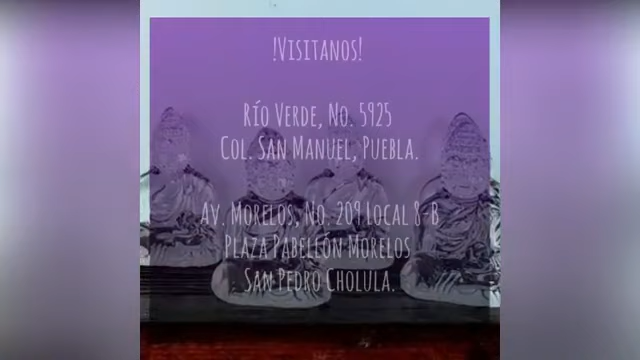 !Visitanos!
Río Verde, No. 5925
Col. San Manuel, Puebla.
Av. Morelos, No. 209 Local 8-B
Plaza Pabellón Morelos
San Pedro Cholula.